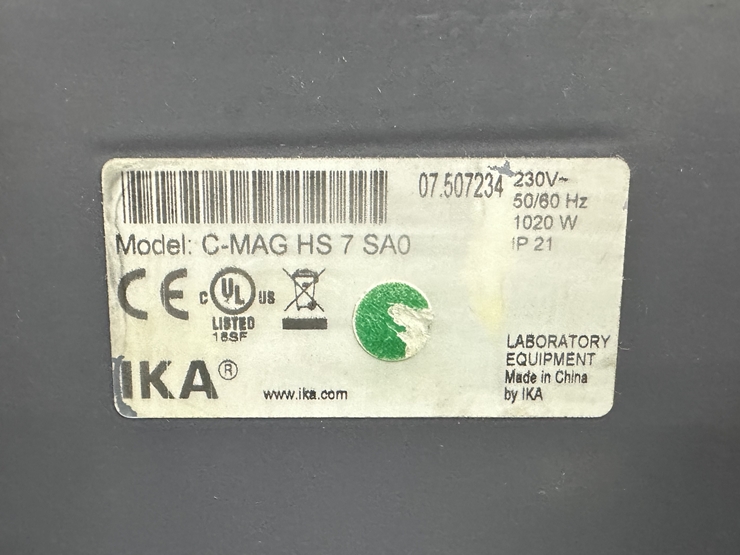 07.507234
230V~
50/60 Hz
1020 W
IP 21
Model: C-MAG HS 7 SA0
CE
C UL US
LISTED
16SF
IKA®
www.ika.com
LABORATORY
EQUIPMENT
Made in China
by IKA